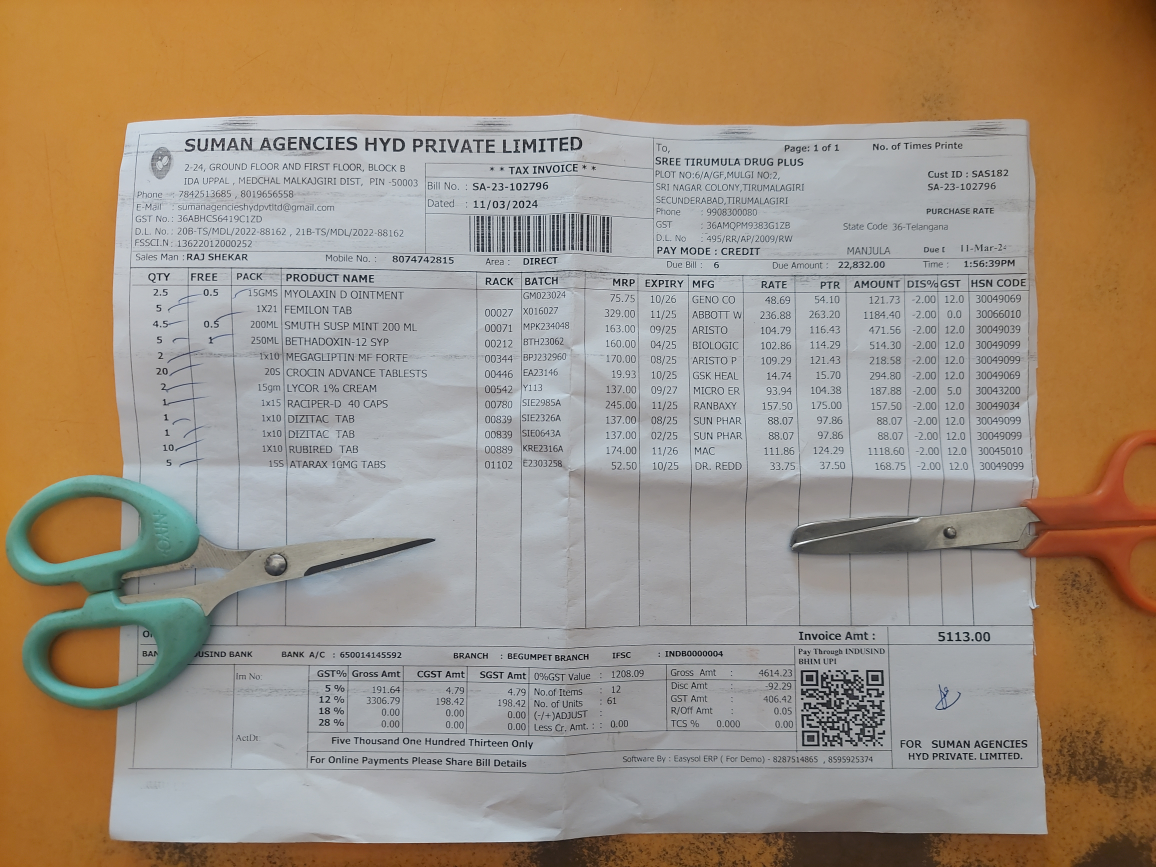 SUMAN AGENCIES HYD PRIVATE LIMITED
2-24, GROUND FLOOR AND FIRST FLOOR, BLOCK B
IDA UPPAL , MEDCHAL MALKAJGIRI DIST, PIN -50003
Phone : 7842513685 , 8019656558
E-Mail : sumanagencieshydpvtltd@gmail.com
GST No.: 36ABHCS6419C1ZD
D.L. No.: 20B-TS/MDL/2022-88162 , 21B-TS/MDL/2022-88162
FSSCI.N : 13622012000252
* * TAX INVOICE * *
Bill No. : SA-23-102796
Dated : 11/03/2024
To, Page: 1 of 1 No. of Times Printe
SREE TIRUMULA DRUG PLUS
PLOT NO:6/A/GF,MULGI NO:2, Cust ID : SAS182
SRI NAGAR COLONY,TIRUMALAGIRI SA-23-102796
SECUNDERABAD,TIRUMALAGIRI
Phone : 9908300080 PURCHASE RATE
GST : 36AMQPM9383G1ZB State Code 36-Telangana
D.L. No : 495/RR/AP/2009/RW
PAY MODE : CREDIT MANJULA Due 11-Mar-2
Sales Man : RAJ SHEKAR Mobile No. : 8074742815 Area : DIRECT Due Bill : 6 Due Amount : 22,832.00 Time : 1:56:39PM
QTY FREE PACK PRODUCT NAME RACK BATCH MRP EXPIRY MFG RATE PTR AMOUNT DIS% GST HSN CODE
2.5 0.5 15GMS MYOLAXIN D OINTMENT GM023024 75.75 10/26 GENO CO 48.69 54.10 121.73 -2.00 12.0 30049069
5 1X21 FEMILON TAB 00027 X016027 329.00 11/25 ABBOTT W 236.88 263.20 1184.40 -2.00 0.0 30066010
4.5 0.5 200ML SMUTH SUSP MINT 200 ML 00071 MPK234048 163.00 09/25 ARISTO 104.79 116.43 471.56 -2.00 12.0 30049039
5 1 250ML BETHADOXIN-12 SYP 00212 BTH23062 160.00 04/25 BIOLOGIC 102.86 114.29 514.30 -2.00 12.0 30049099
2 1x10 MEGAGLIPTIN MF FORTE 00344 BPJ232960 170.00 08/25 ARISTO P 109.29 121.43 218.58 -2.00 12.0 30049099
20 20S CROCIN ADVANCE TABLESTS 00446 EA23146 19.93 10/25 GSK HEAL 14.74 15.70 294.80 -2.00 12.0 30049069
2 15gm LYCOR 1% CREAM 00542 Y113 137.00 09/27 MICRO ER 93.94 104.38 187.88 -2.00 5.0 30043200
1 1x15 RACIPER-D 40 CAPS 00780 SIE2985A 245.00 11/25 RANBAXY 157.50 175.00 157.50 -2.00 12.0 30049034
1 1x10 DIZITAC TAB 00839 SIE2326A 137.00 08/25 SUN PHAR 88.07 97.86 88.07 -2.00 12.0 30049099
1 1x10 DIZITAC TAB 00839 SIE0643A 137.00 02/25 SUN PHAR 88.07 97.86 88.07 -2.00 12.0 30049099
10 1X10 RUBIRED TAB 00889 KRE2316A 174.00 11/26 MAC 111.86 124.29 1118.60 -2.00 12.0 30045010
5 15S ATARAX 10MG TABS 01102 E2303258 52.50 10/25 DR. REDD 33.75 37.50 168.75 -2.00 12.0 30049099
Invoice Amt : 5113.00
BANK A/C : 650014145592 BRANCH : BEGUMPET BRANCH IFSC : INDB0000004
Irn No:
ActDt:
GST% Gross Amt CGST Amt SGST Amt
5 % 191.64 4.79 4.79
12 % 3306.79 198.42 198.42
18 % 0.00 0.00 0.00
28 % 0.00 0.00 0.00
0%GST Value : 1208.09
No.of Items : 12
No. of Units : 61
(-/+)ADJUST :
Less Cr. Amt. : 0.00
Gross Amt : 4614.23
Disc Amt : -92.29
GST Amt : 406.42
R/Off Amt : 0.05
TCS % 0.000 0.00
Pay Through INDUSIND
BHIM UPI
Five Thousand One Hundred Thirteen Only
For Online Payments Please Share Bill Details
Software By : Easysol ERP ( For Demo) - 8287514865 , 8595925374
FOR SUMAN AGENCIES
HYD PRIVATE. LIMITED.
NIXO